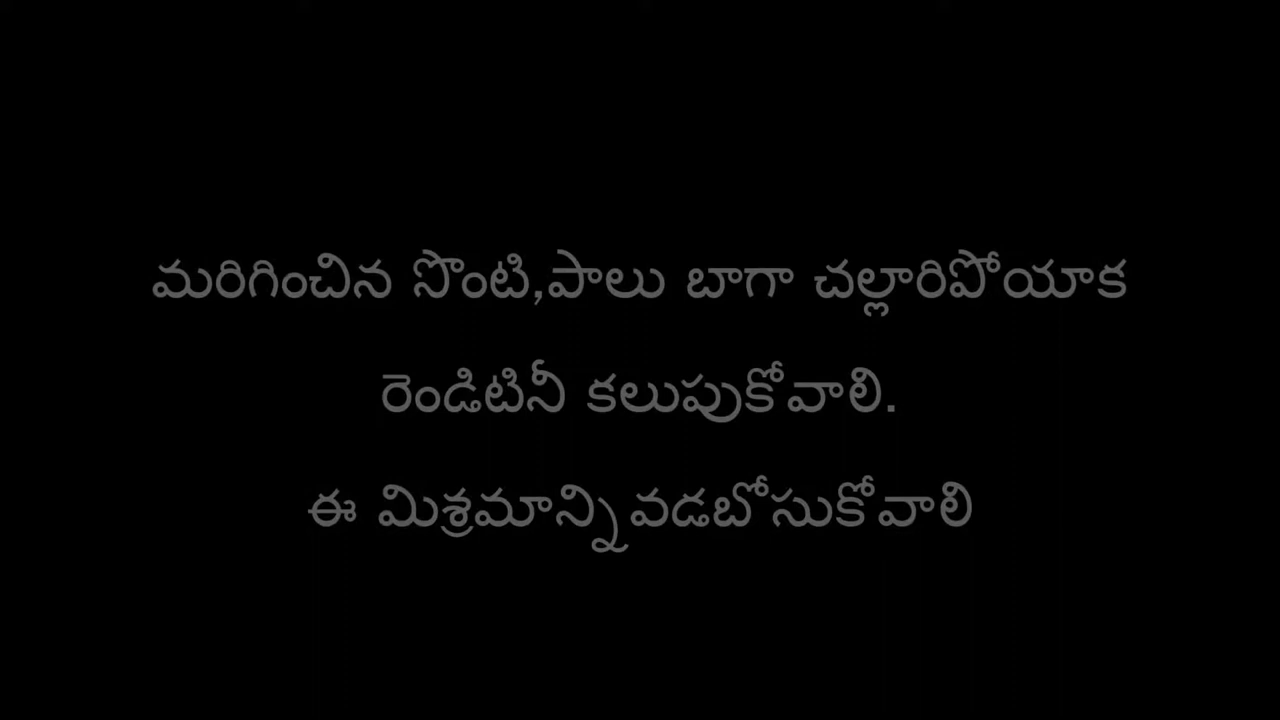 మరిగించిన సొంటి,పాలు బాగా చల్లారిపోయాక
రెండిటినీ కలుపుకోవాలి.
ఈ మిశ్రమాన్ని వడబోసుకోవాలి